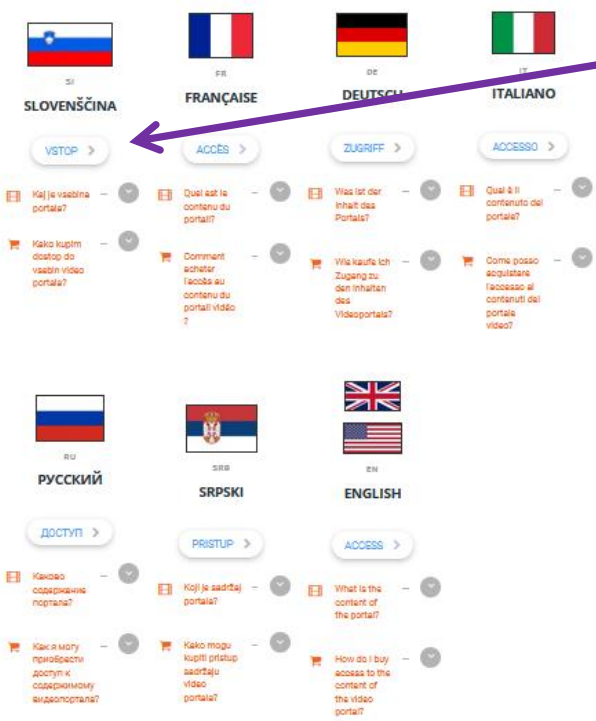 SI
SLOVENŠČINA
VSTOP
Kaj je vsebina
portala?
Kako kupim
dostop do
vsebin video
portala?
FR
FRANÇAISE
ACCÈS
Quel est le
contenu du
portail?
Comment
acheter
l'accès au
contenu du
portail vidéo
?
DE
DEUTSCH
ZUGRIFF
Was ist der
Inhalt des
Portals?
Wie kaufe ich
Zugang zu
den Inhalten
des
Videoportals?
IT
ITALIANO
ACCESSO
Qual è il
contenuto del
portale?
Come posso
acquistare
l'accesso ai
contenuti del
portale
video?
RU
РУССКИЙ
ДОСТУП
Каково
содержание
портала?
Как я могу
приобрести
доступ к
содержимому
видеопортала?
SRB
SRPSKI
PRISTUP
Koji je sadržaj
portala?
Kako mogu
kupiti pristup
sadržaju
video
portala?
EN
ENGLISH
ACCESS
What is the
content of
the portal?
How do I buy
access to the
content of
the video
portal?